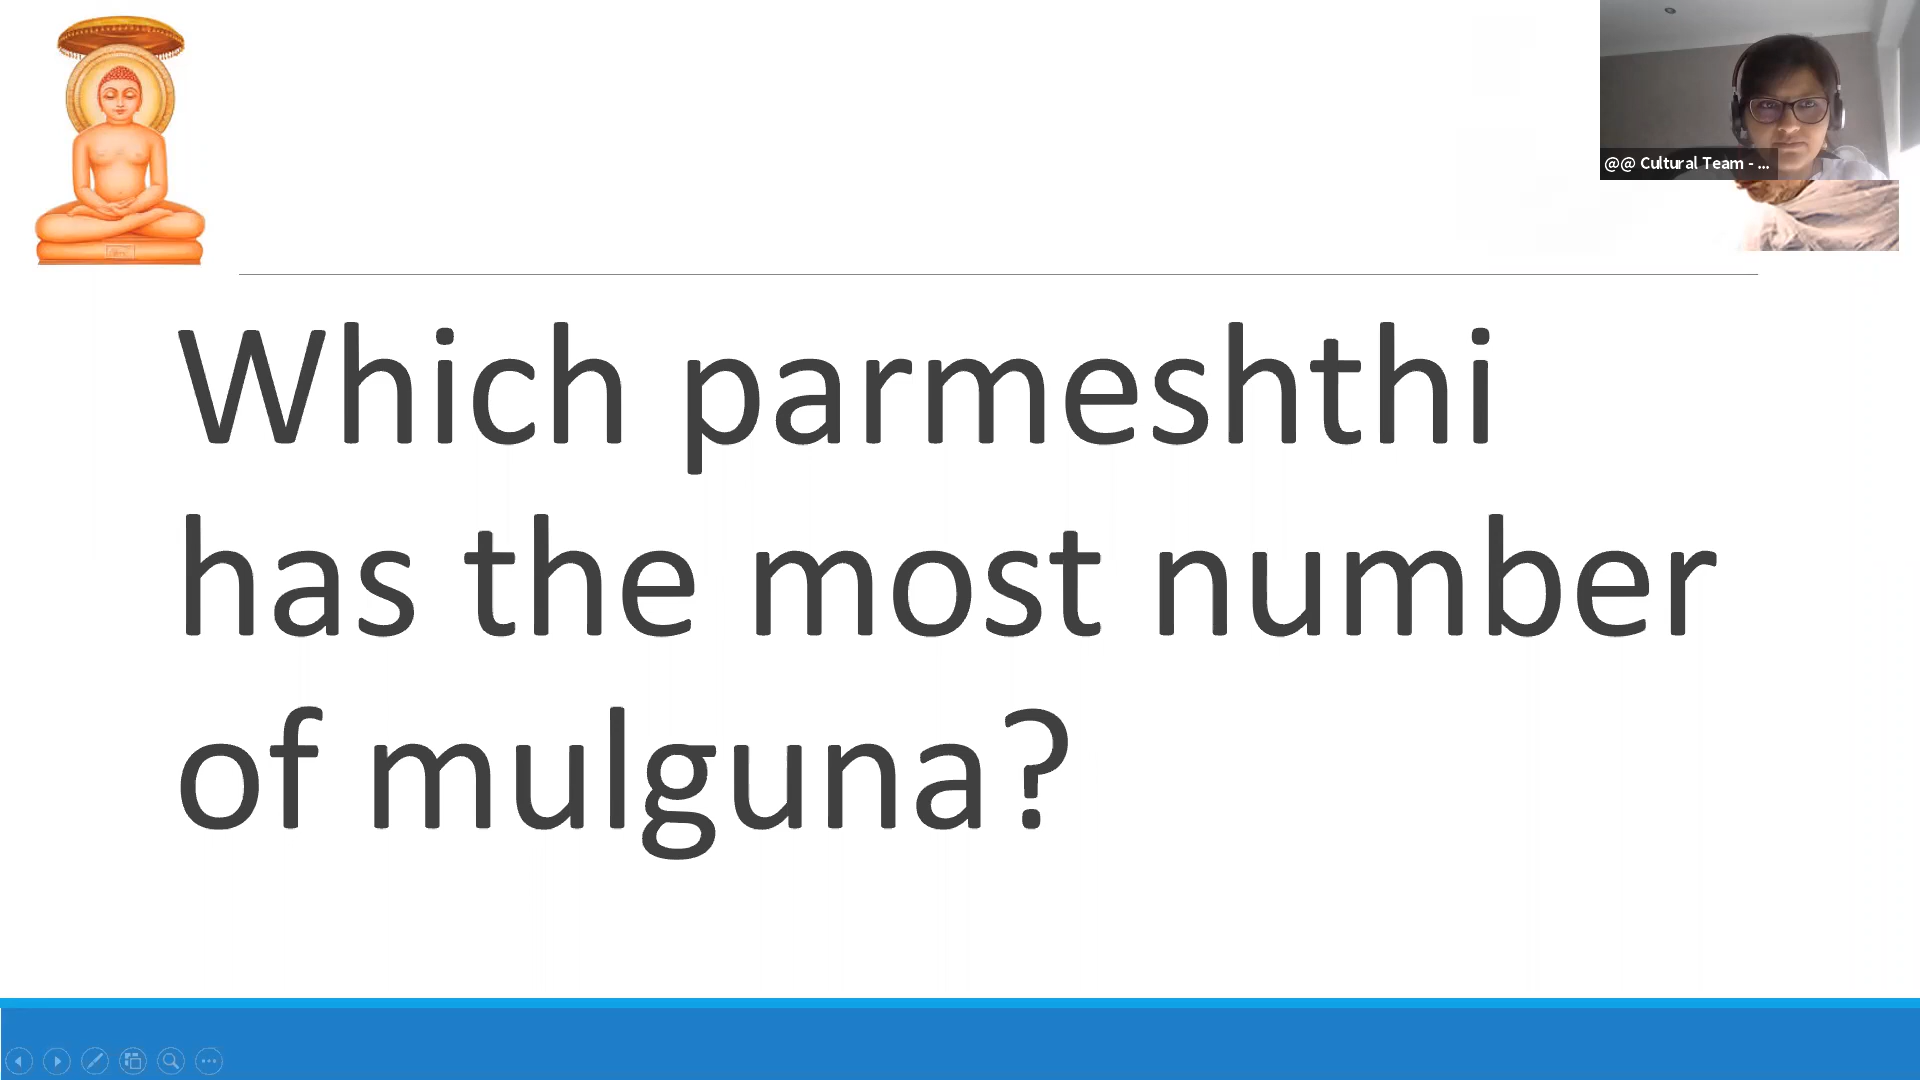 @@ Cultural Team - ...
Which parmeshthi
has the most number
of mulguna?